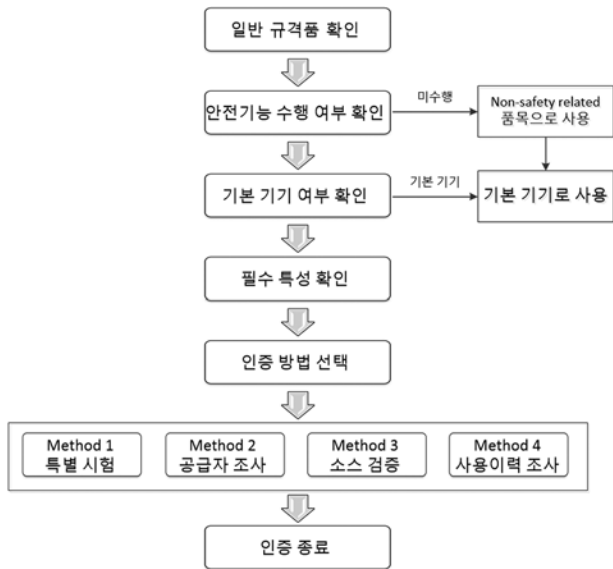 일반 규격품 확인
안전기능 수행 여부 확인
미수행
Non-safety related
품목으로 사용
기본 기기 여부 확인
기본 기기
기본 기기로 사용
필수 특성 확인
인증 방법 선택
Method 1
특별 시험
Method 2
공급자 조사
Method 3
소스 검증
Method 4
사용이력 조사
인증 종료